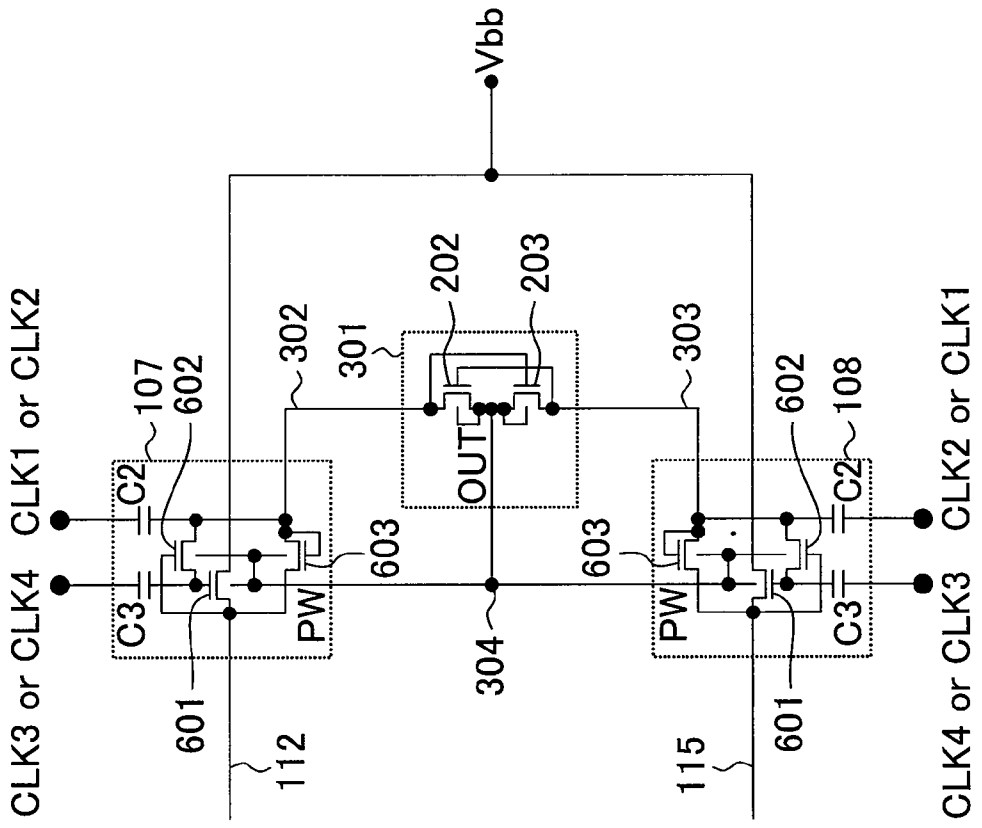 CLK3 or CLK4
CLK1 or CLK2
C3
C2
107
602
601
PW
603
112
302
301
202
203
OUT
Vbb
304
303
115
PW
603
602
601
C3
C2
108
CLK4 or CLK3
CLK2 or CLK1